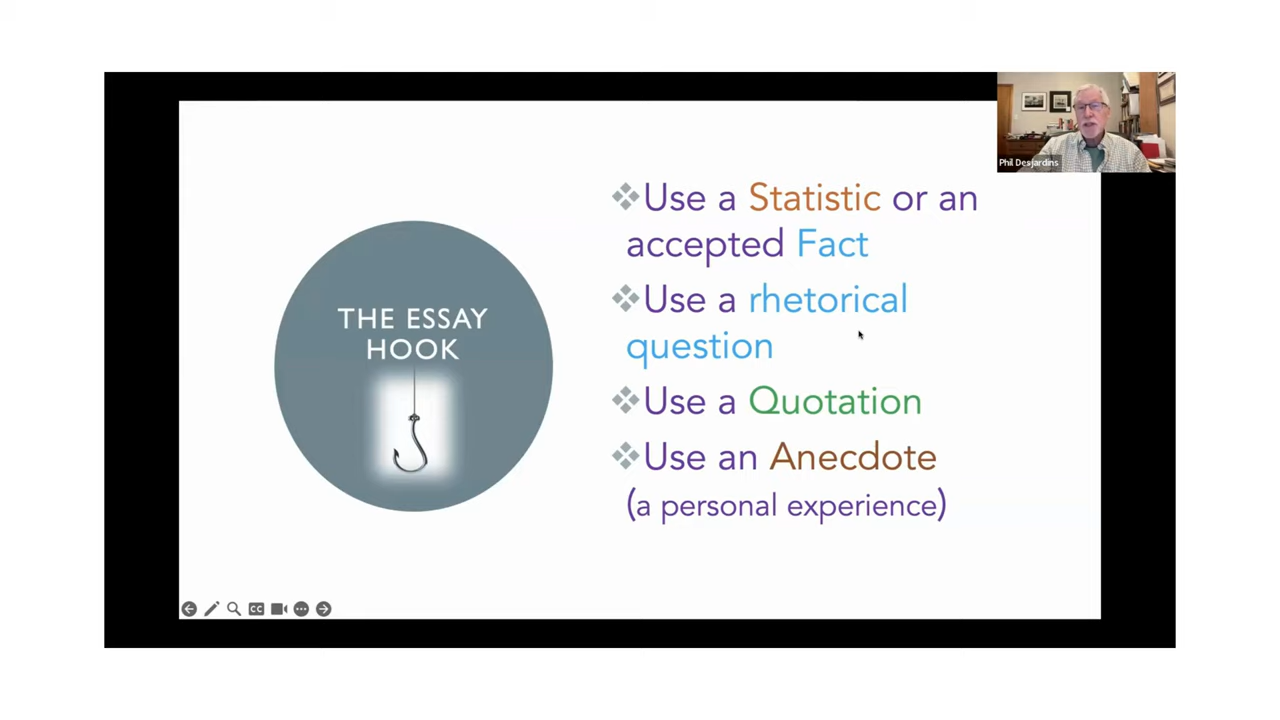 Phil Desjardins
THE ESSAY
HOOK
Use a Statistic or an
accepted Fact
Use a rhetorical
question
Use a Quotation
Use an Anecdote
(a personal experience)
CC